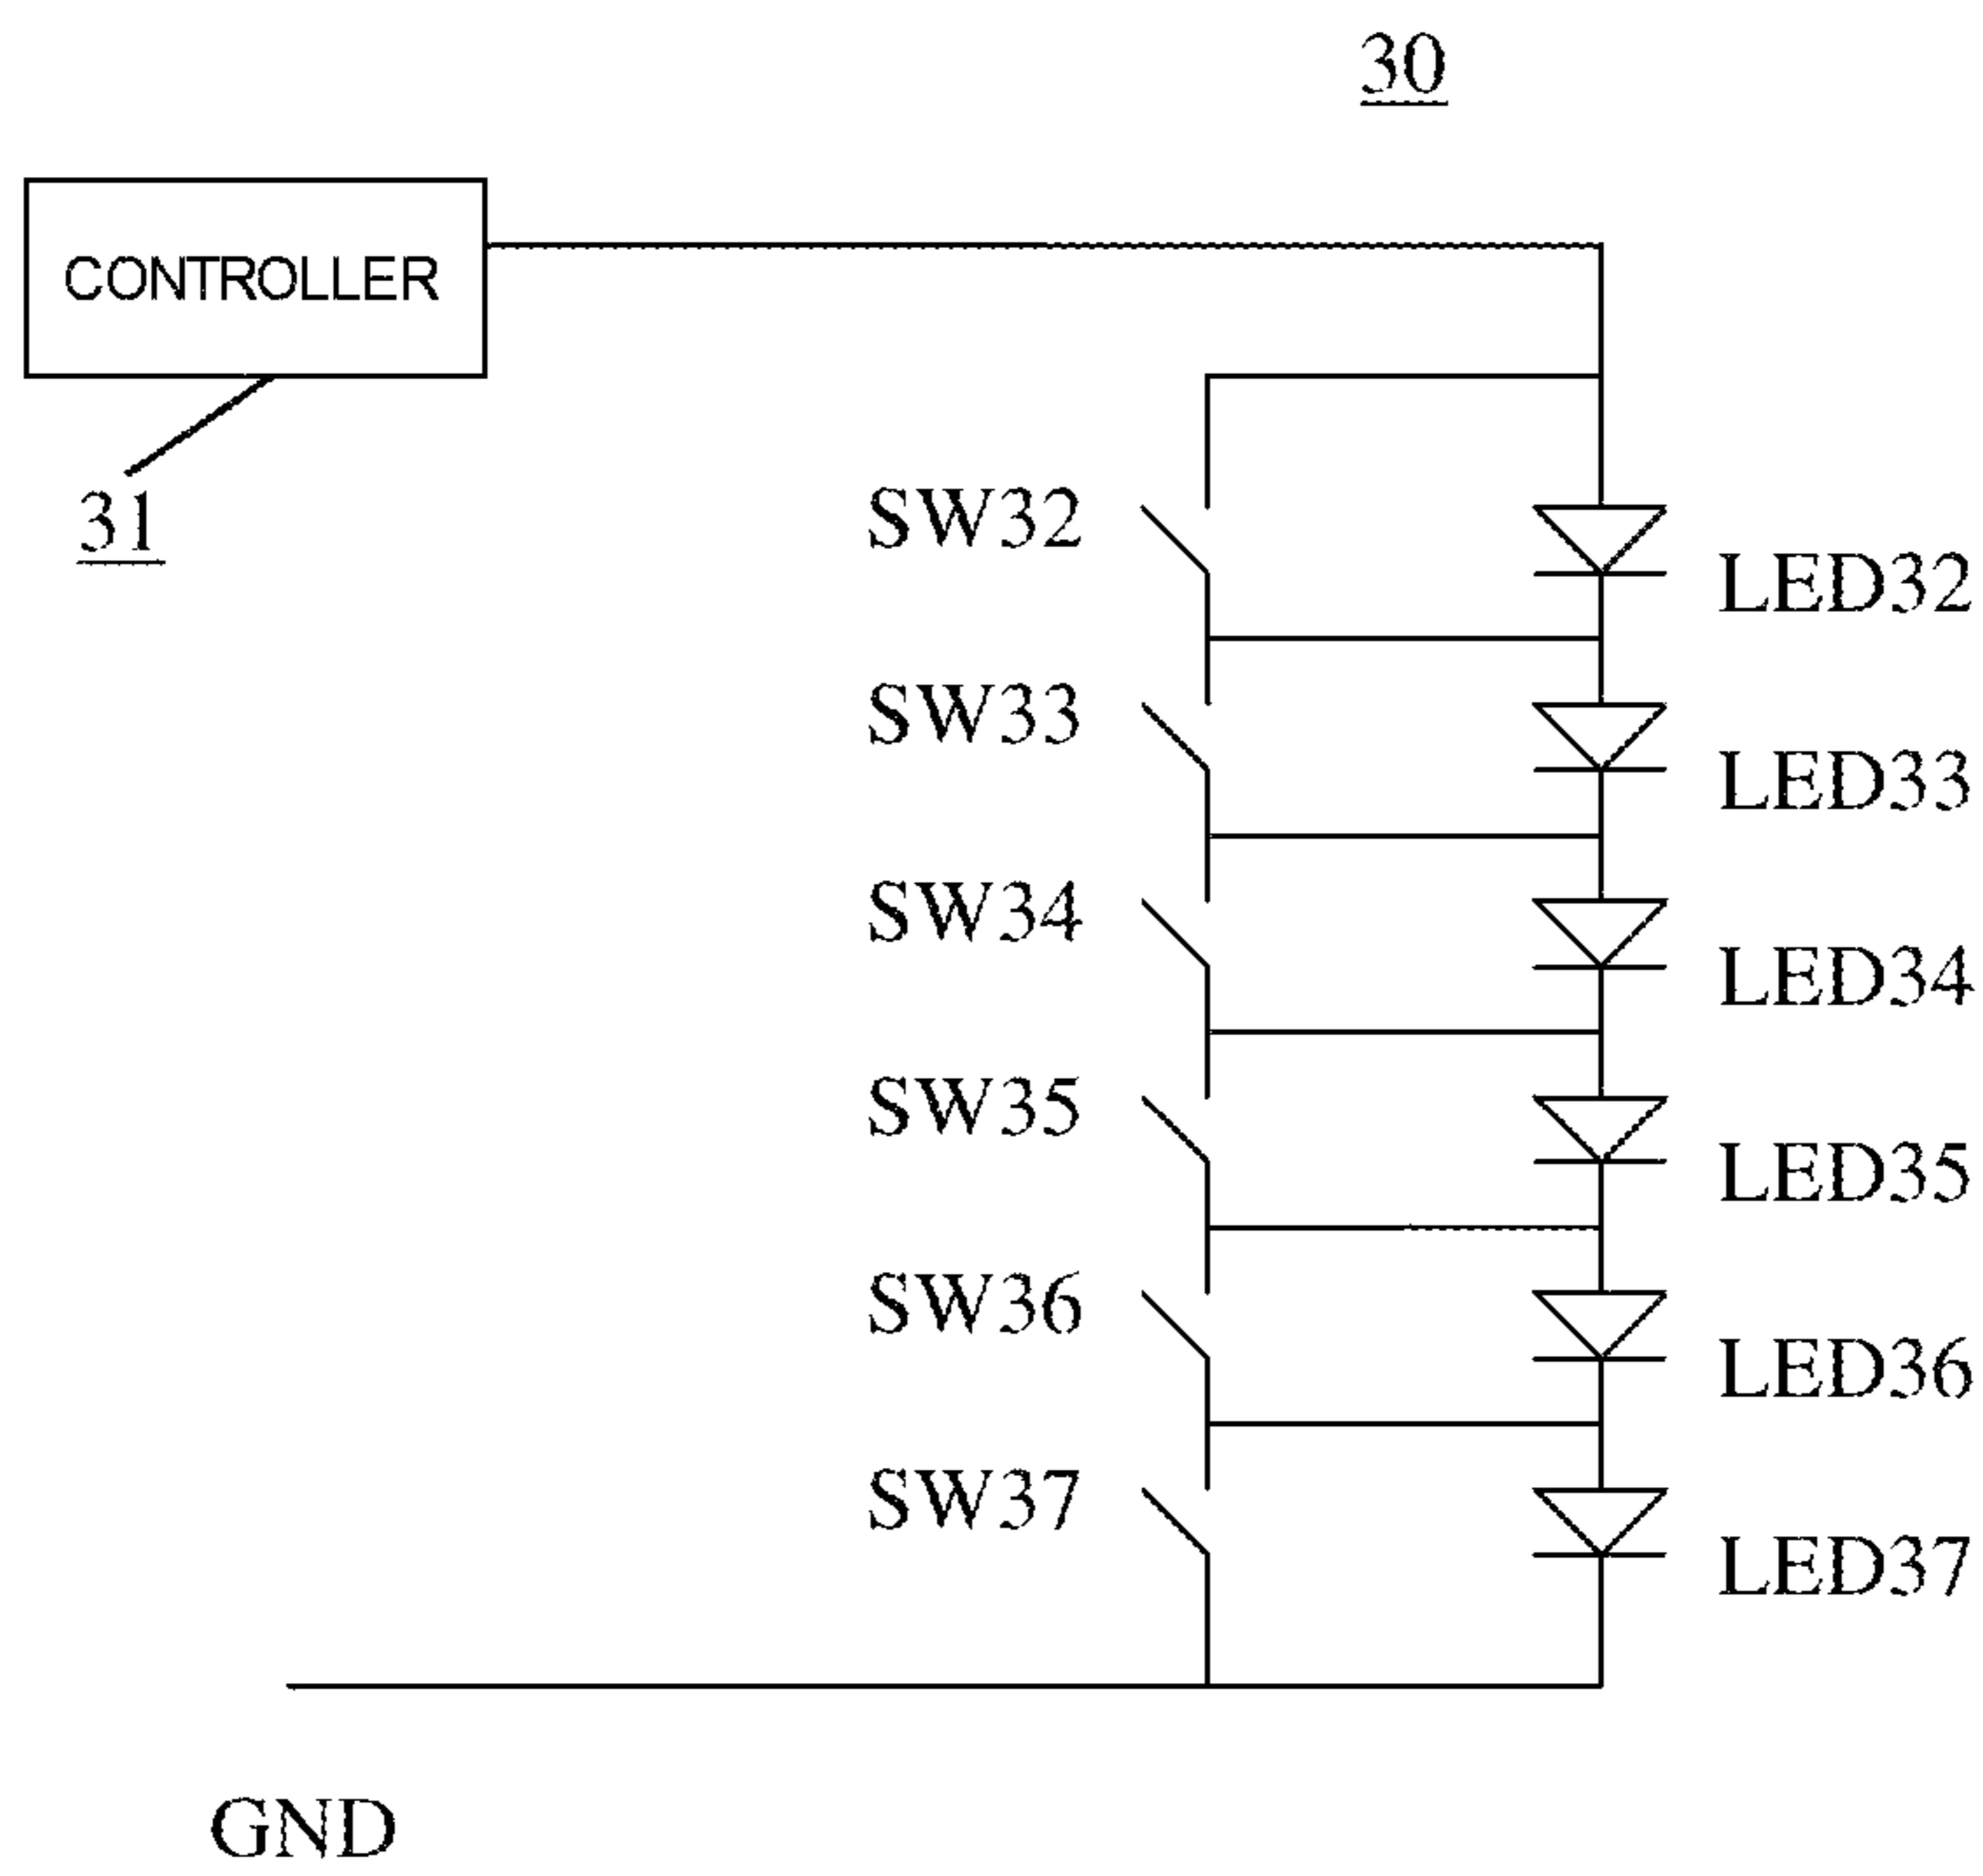 30
CONTROLLER
31
SW32
LED32
SW33
LED33
SW34
LED34
SW35
LED35
SW36
LED36
SW37
LED37
GND